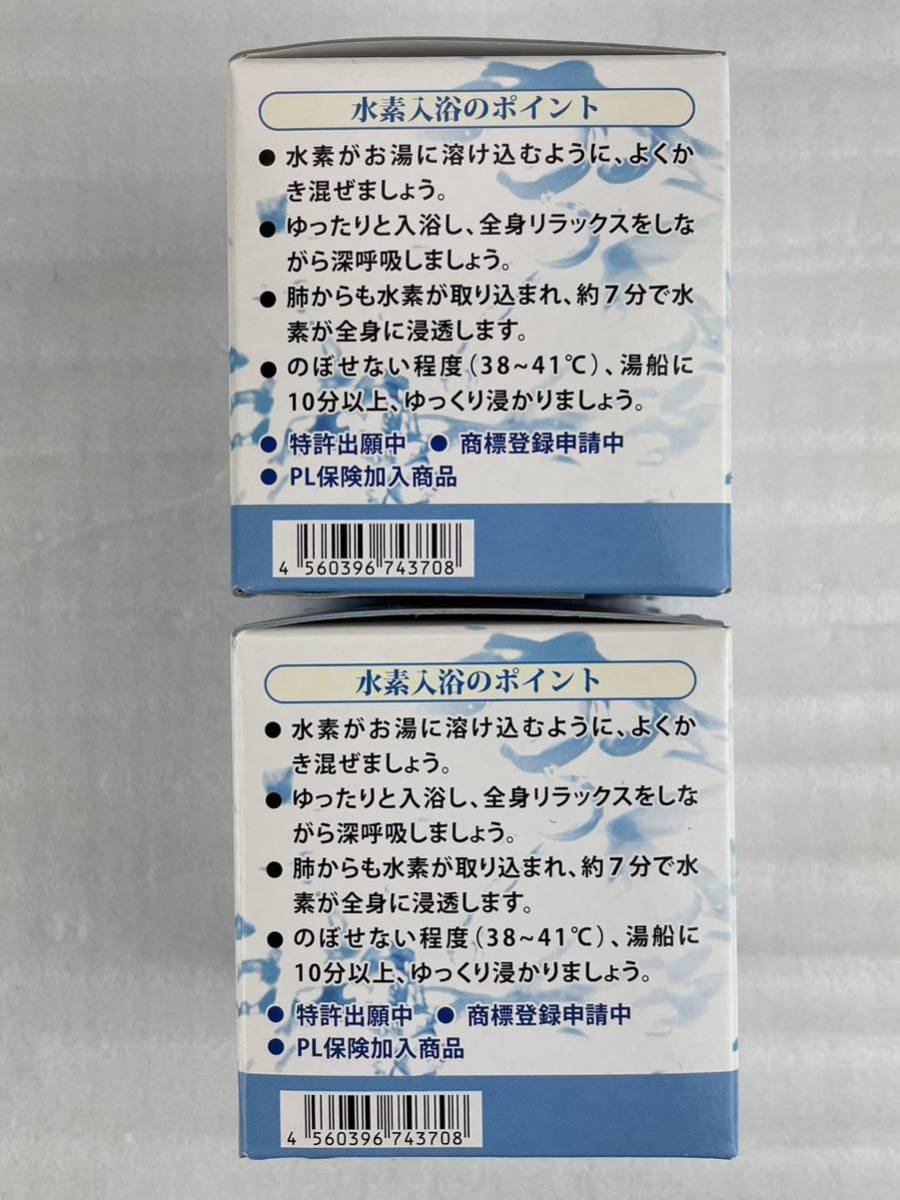 水素入浴のポイント
● 水素がお湯に溶け込むように、よくか
き混ぜましょう。
● ゆったりと入浴し、全身リラックスをしな
がら深呼吸しましょう。
● 肺からも水素が取り込まれ、約7分で水
素が全身に浸透します。
● のぼせない程度(38~41℃)、湯船に
10分以上、ゆっくり浸かりましょう。
● 特許出願中 ● 商標登録申請中
● PL保険加入商品
4 560396 743708
水素入浴のポイント
● 水素がお湯に溶け込むように、よくか
き混ぜましょう。
● ゆったりと入浴し、全身リラックスをしな
がら深呼吸しましょう。
● 肺からも水素が取り込まれ、約7分で水
素が全身に浸透します。
● のぼせない程度(38~41℃)、湯船に
10分以上、ゆっくり浸かりましょう。
● 特許出願中 ● 商標登録申請中
● PL保険加入商品
4 560396 743708